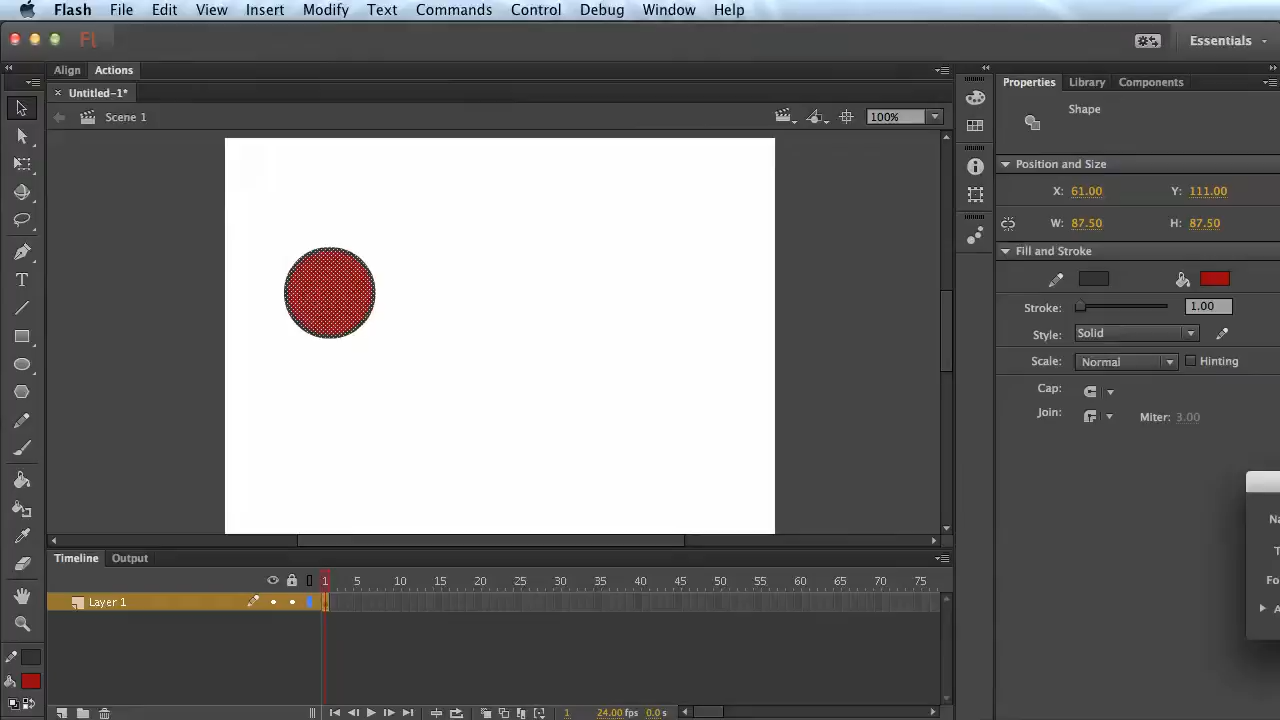 Flash File Edit View Insert Modify Text Commands Control Debug Window Help
Fl Essentials
Align Actions
Properties Library Components
Untitled-1*
Shape
Scene 1 100%
Position and Size
X: 61.00 Y: 111.00
W: 87.50 H: 87.50
Fill and Stroke
Stroke: 1.00
Style: Solid
Scale: Normal Hinting
Cap:
Join: Miter: 3.00
Na
T
Fo
A
Timeline Output
1 5 10 15 20 25 30 35 40 45 50 55 60 65 70 75
Layer 1
1 24.00 fps 0.0 s